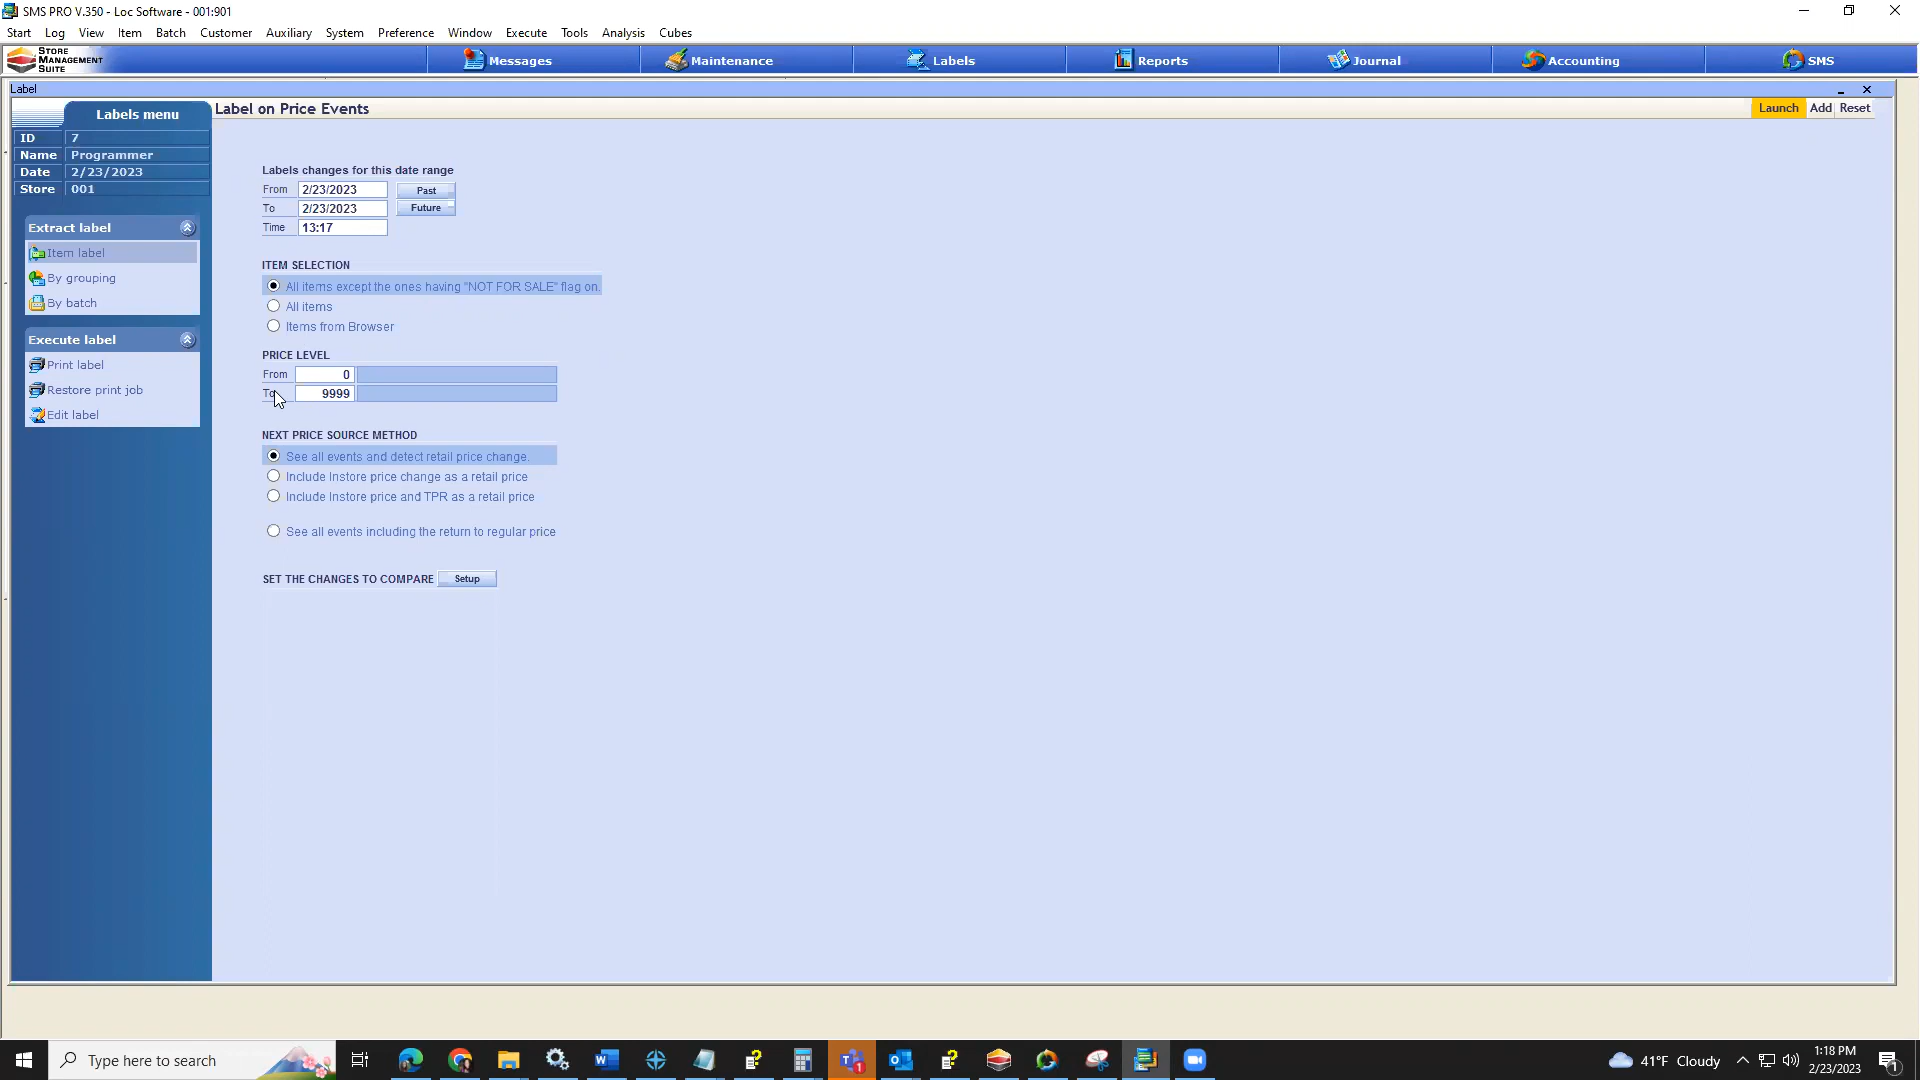 SMS PRO V.350 - Loc Software - 001:901
Start Log View Item Batch Customer Auxiliary System Preference Window Execute Tools Analysis Cubes
STORE MANAGEMENT SUITE Messages Maintenance Labels Reports Journal Accounting SMS
Label
Labels menu
ID 7
Name Programmer
Date 2/23/2023
Store 001
Extract label
Item label
By grouping
By batch
Execute label
Print label
Restore print job
Edit label
Label on Price Events Launch Add Reset
Labels changes for this date range
From 2/23/2023 Past
To 2/23/2023 Future
Time 13:17
ITEM SELECTION
All items except the ones having "NOT FOR SALE" flag on.
All items
Items from Browser
PRICE LEVEL
From 0
To 9999
NEXT PRICE SOURCE METHOD
See all events and detect retail price change.
Include Instore price change as a retail price
Include Instore price and TPR as a retail price
See all events including the return to regular price
SET THE CHANGES TO COMPARE Setup
Type here to search
1
41°F Cloudy
1:18 PM
2/23/2023
1